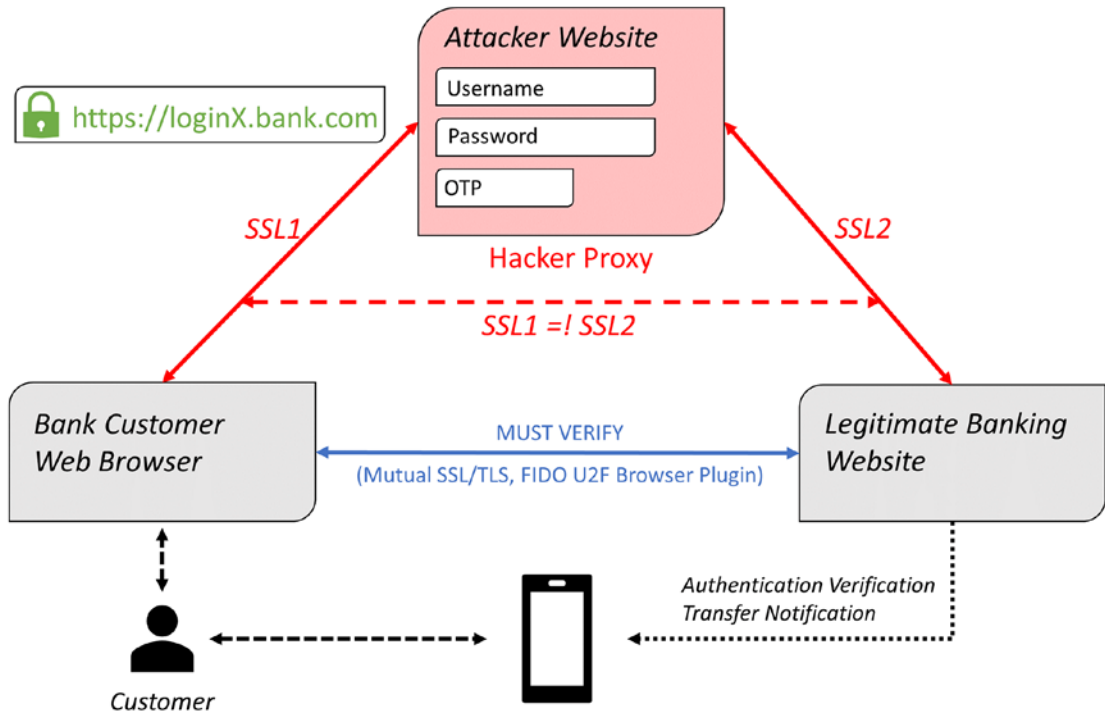 Attacker Website
Username
https://loginX.bank.com
Password
OTP
SSL1
SSL2
Hacker Proxy
SSL1 =! SSL2
Bank Customer
Web Browser
MUST VERIFY
(Mutual SSL/TLS, FIDO U2F Browser Plugin)
Legitimate Banking
Website
Authentication Verification
Transfer Notification
Customer